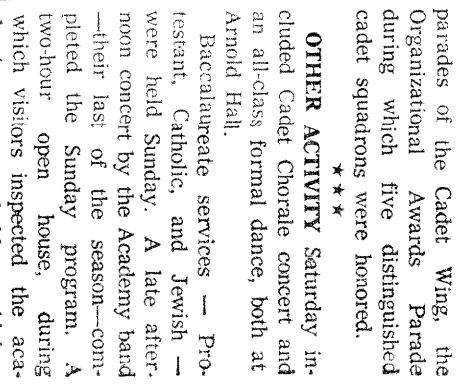 parades of the Cadet Wing, the
Organizational Awards Parade
during which five distinguished
cadet squadrons were honored.
★★★
OTHER ACTIVITY Saturday in-
cluded Cadet Chorale concert and
an all-class formal dance, both at
Arnold Hall.
Baccalaureate services — Pro-
testant, Catholic, and Jewish —
were held Sunday. A late after-
noon concert by the Academy band
—their last of the season—com-
pleted the Sunday program. A
two-hour open house, during
which visitors inspected the aca-